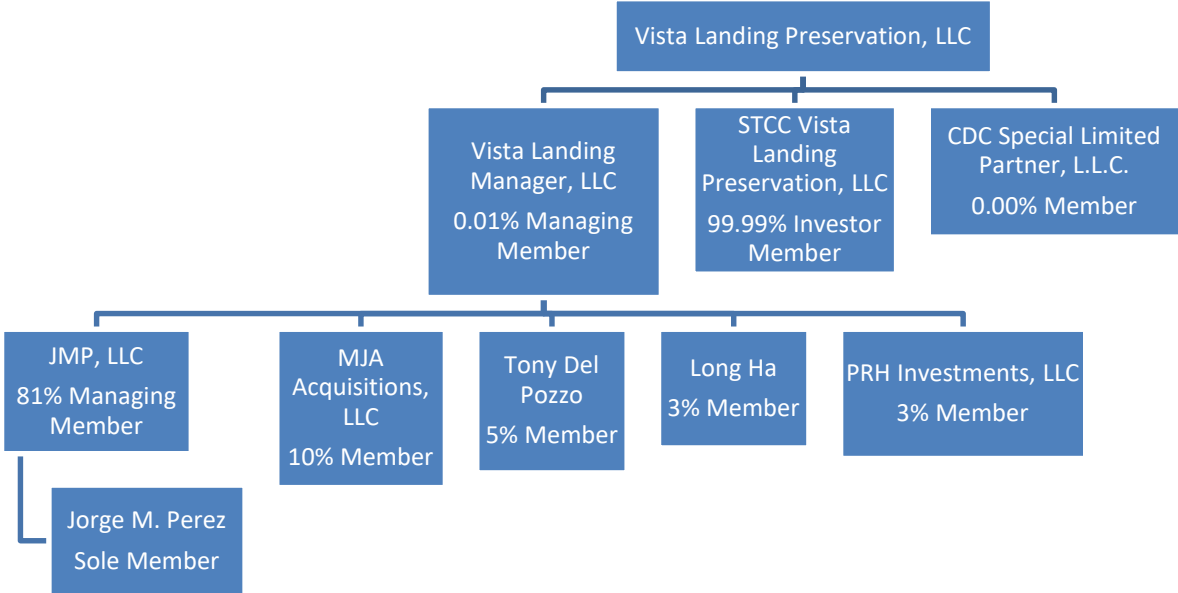 Vista Landing Preservation, LLC
Vista Landing
Manager, LLC
0.01% Managing
Member
STCC Vista
Landing
Preservation, LLC
99.99% Investor
Member
CDC Special Limited
Partner, L.L.C.
0.00% Member
JMP, LLC
81% Managing
Member
MJA
Acquisitions,
LLC
10% Member
Tony Del
Pozzo
5% Member
Long Ha
3% Member
PRH Investments, LLC
3% Member
Jorge M. Perez
Sole Member